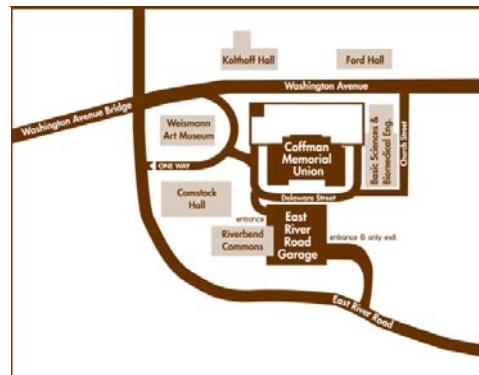 Kolthoff Hall
Ford Hall
Washington Avenue
Washington Avenue Bridge
Weismann
Art Museum
Coffman
Memorial
Union
Basic Sciences &
Biomedical Eng.
Church Street
ONE WAY
Comstock
Hall
Delaware Street
entrance
East
River
Road
Garage
entrance & only exit
Riverbend
Commons
East River Road